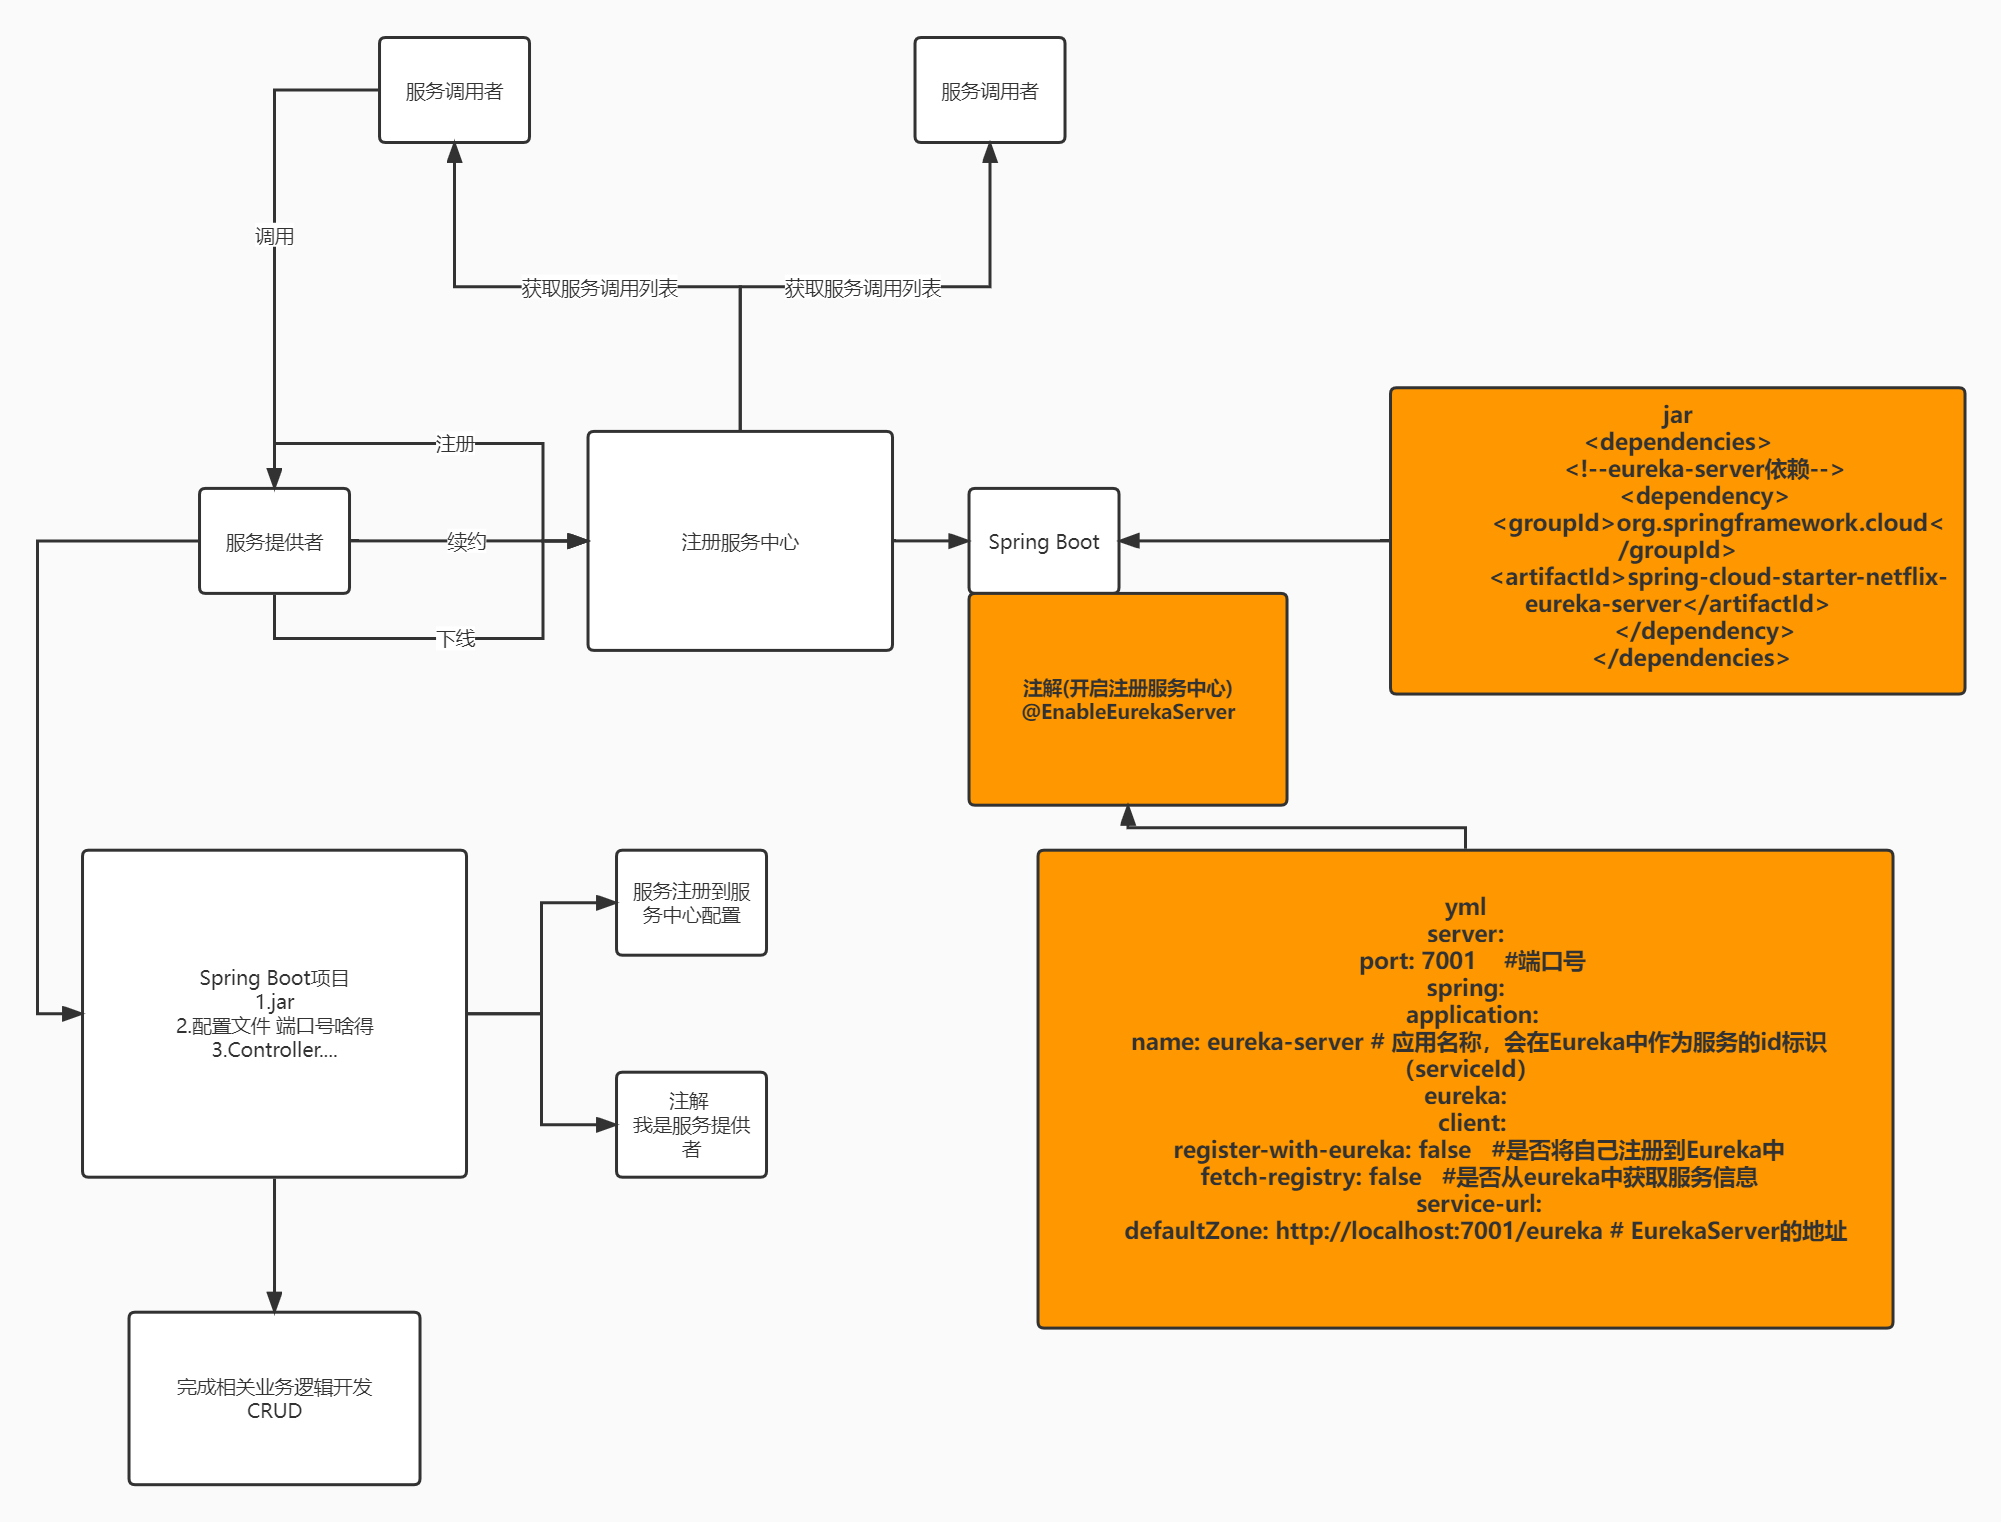 服务调用者
服务调用者
调用
获取服务调用列表
获取服务调用列表
注册
续约
下线
服务提供者
注册服务中心
Spring Boot
jar
<dependencies>
<!--eureka-server依赖-->
<dependency>
<groupId>org.springframework.cloud<
/groupId>
<artifactId>spring-cloud-starter-netflix-
eureka-server</artifactId>
</dependency>
</dependencies>
注解(开启注册服务中心)
@EnableEurekaServer
Spring Boot项目
1.jar
2.配置文件 端口号啥得
3.Controller....
服务注册到服
务中心配置
注解
我是服务提供
者
yml
server:
port: 7001    #端口号
spring:
application:
name: eureka-server # 应用名称，会在Eureka中作为服务的id标识
（serviceId）
eureka:
client:
register-with-eureka: false   #是否将自己注册到Eureka中
fetch-registry: false   #是否从eureka中获取服务信息
service-url:
defaultZone: http://localhost:7001/eureka # EurekaServer的地址
完成相关业务逻辑开发
CRUD